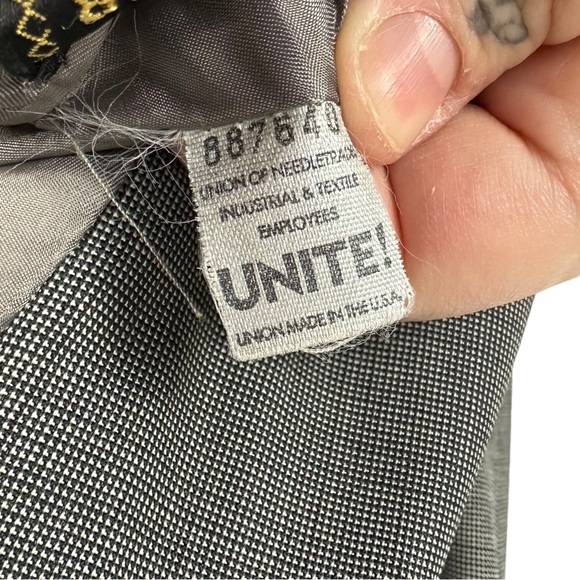 887640
UNION OF NEEDLETRADES
INDUSTRIAL & TEXTILE
EMPLOYEES
UNITE!
UNION MADE IN THE U.S.A.